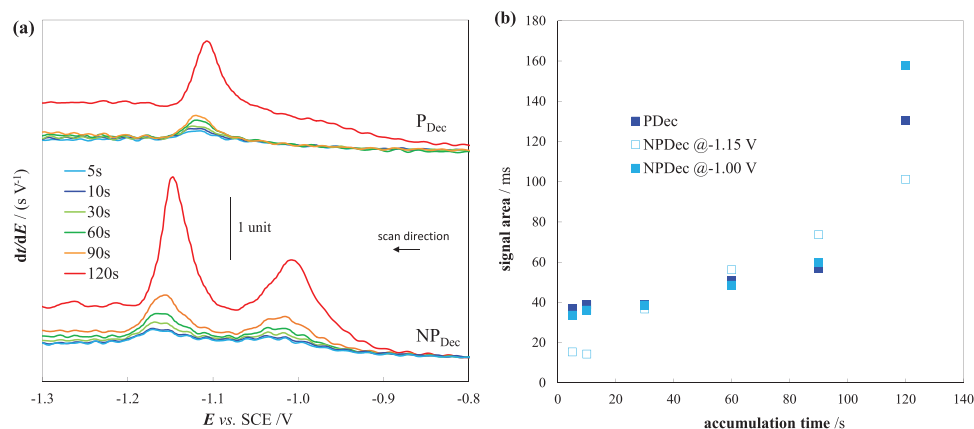 (a)
dt/dE / (s V⁻¹)
P_Dec
5s
10s
30s
60s
90s
120s
1 unit
scan direction
NP_Dec
-1.3 -1.2 -1.1 -1.0 -0.9 -0.8
E vs. SCE /V
(b)
signal area / ms
180
160
140
120
100
80
60
40
20
0
PDec
NPDec @-1.15 V
NPDec @-1.00 V
0 20 40 60 80 100 120 140
accumulation time /s